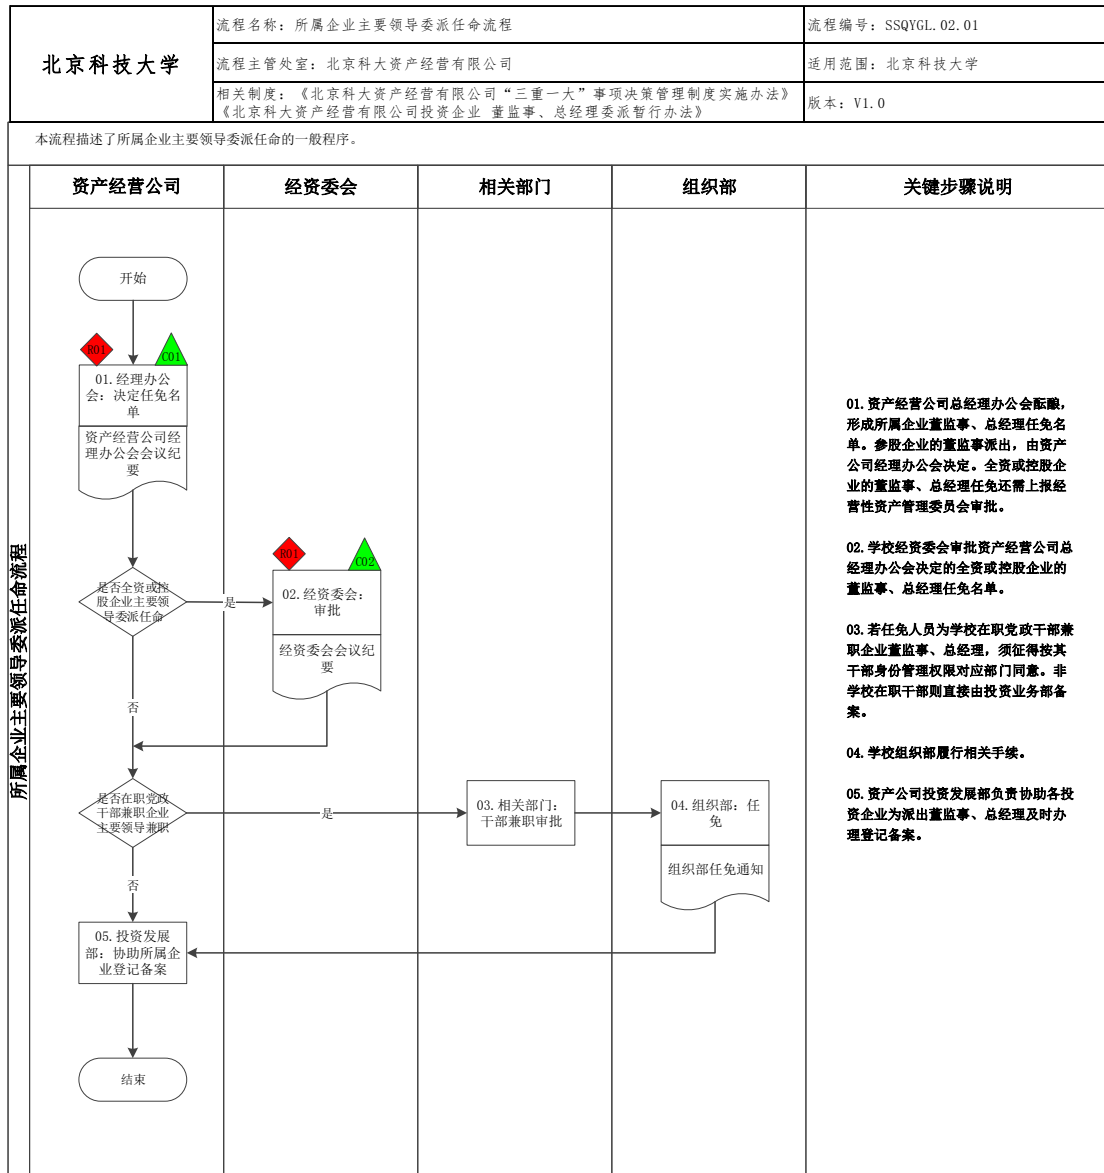 北京科技大学
流程名称：所属企业主要领导委派任命流程
流程编号：SSQYGL.02.01
流程主管处室：北京科大资产经营有限公司
适用范围：北京科技大学
相关制度：《北京科大资产经营有限公司“三重一大”事项决策管理制度实施办法》
《北京科大资产经营有限公司投资企业 董监事、总经理委派暂行办法》
版本：V1.0
本流程描述了所属企业主要领导委派任命的一般程序。
所属企业主要领导委派任命流程
资产经营公司
经资委会
相关部门
组织部
关键步骤说明
开始
R01
C01
01.经理办公
会：决定任免名
单
资产经营公司经
理办公会会议纪
要
是否全资或控
股企业主要领
导委派任命
是
R01
C02
02.经资委会：
审批
经资委会会议纪
要
否
是否在职党政
干部兼职企业
主要领导兼职
是
03.相关部门：
干部兼职审批
04.组织部：任
免
组织部任免通知
否
05.投资发展
部：协助所属企
业登记备案
结束
01.资产经营公司总经理办公会酝酿，
形成所属企业董监事、总经理任免名
单。参股企业的董监事派出，由资产
公司经理办公会决定。全资或控股企
业的董监事、总经理任免还需上报经
营性资产管理委员会审批。
02.学校经资委会审批资产经营公司总
经理办公会决定的全资或控股企业的
董监事、总经理任免名单。
03.若任免人员为学校在职党政干部兼
职企业董监事、总经理，须征得按其
干部身份管理权限对应部门同意。非
学校在职干部则直接由投资业务部备
案。
04.学校组织部履行相关手续。
05.资产公司投资发展部负责协助各投
资企业为派出董监事、总经理及时办
理登记备案。